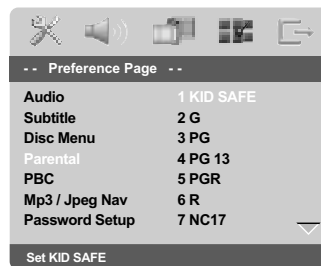 - - Preference Page - -
Audio 1 KID SAFE
Subtitle 2 G
Disc Menu 3 PG
Parental 4 PG 13
PBC 5 PGR
Mp3 / Jpeg Nav 6 R
Password Setup 7 NC17
Set KID SAFE